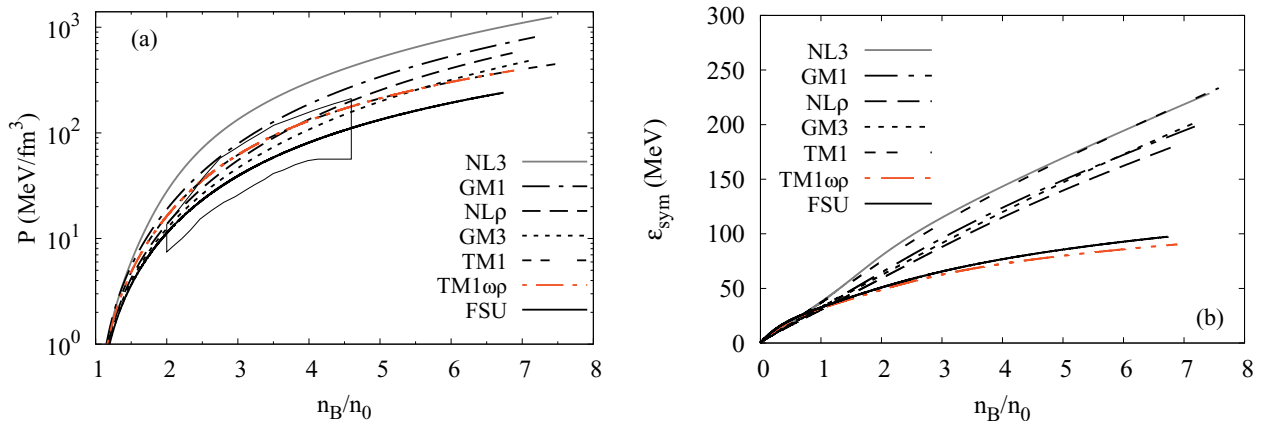 (a)
P (MeV/fm³)
10³
10²
10¹
10⁰
NL3
GM1
NLρ
GM3
TM1
TM1ωρ
FSU
1 2 3 4 5 6 7 8
n_B/n_0
ε_sym (MeV)
300
250
200
150
100
50
0
NL3
GM1
NLρ
GM3
TM1
TM1ωρ
FSU
(b)
0 1 2 3 4 5 6 7 8
n_B/n_0